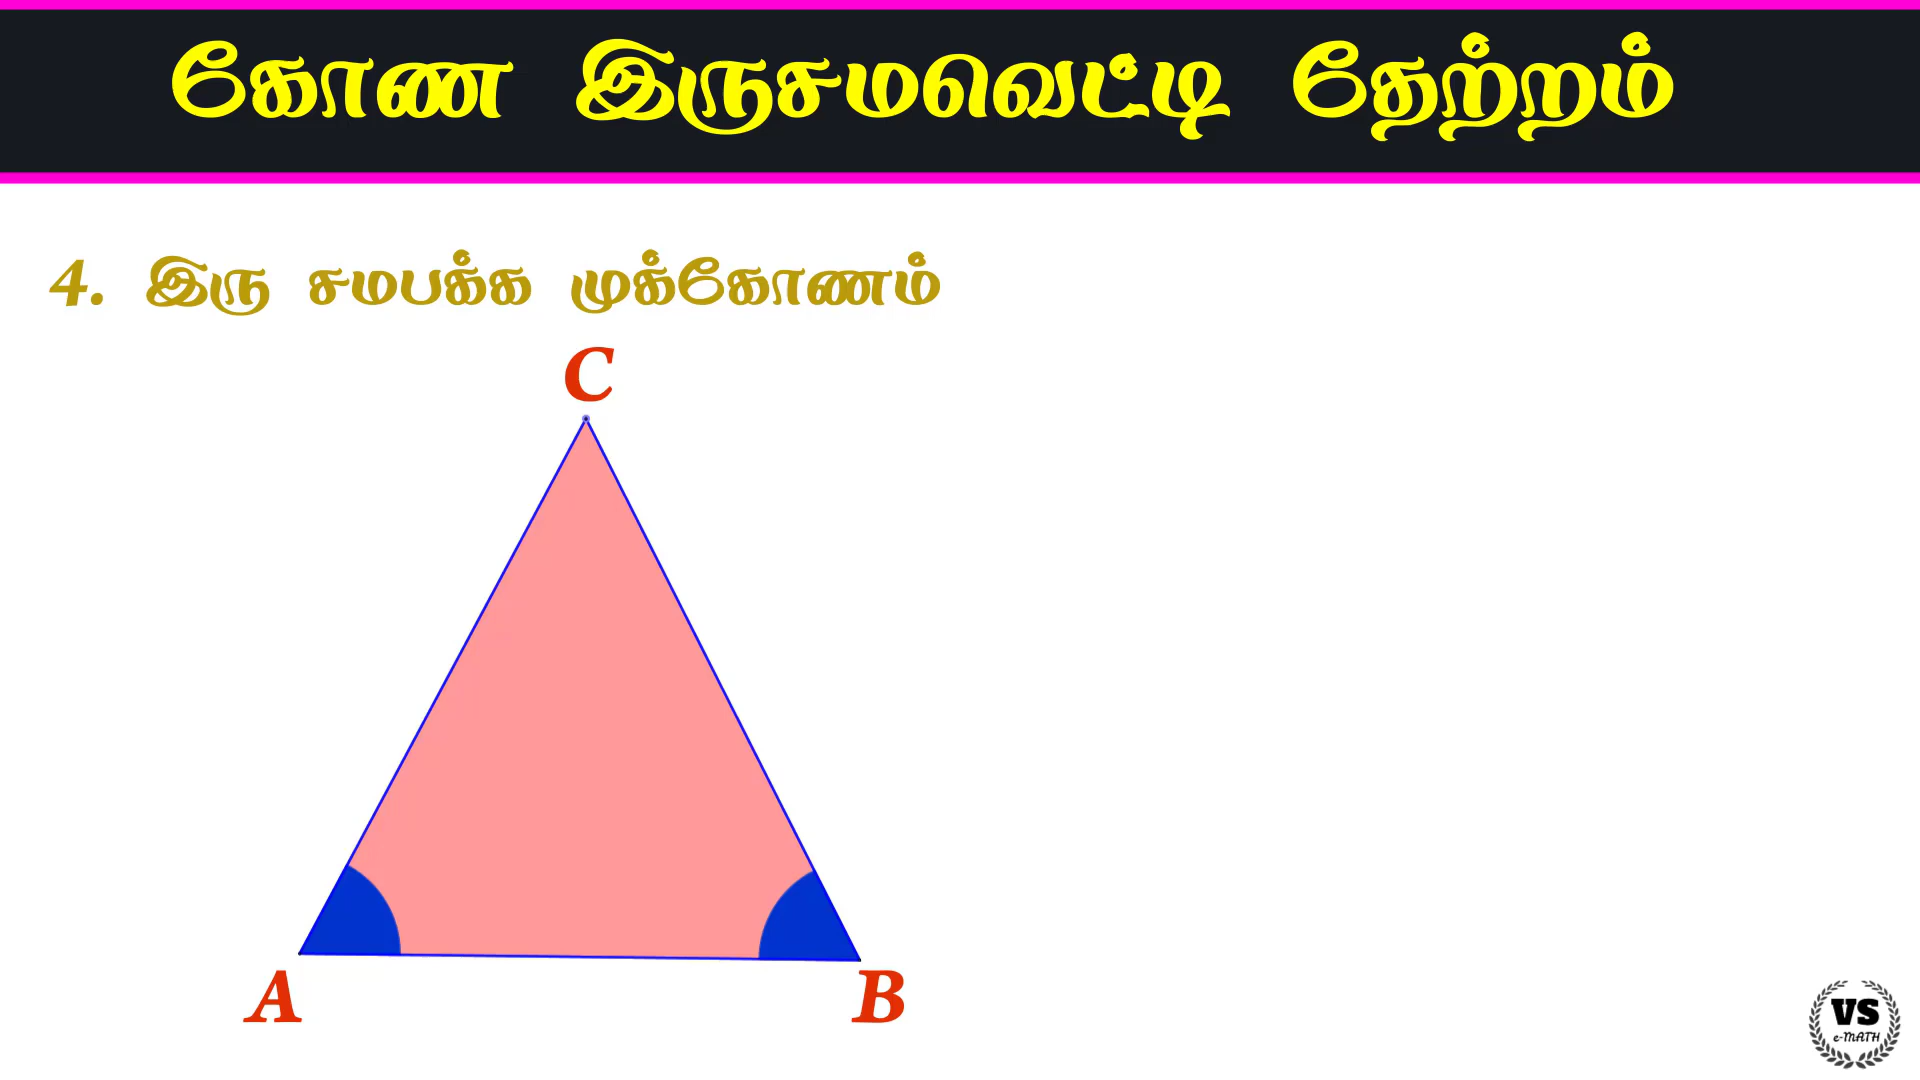 கோண இருசமவெட்டி தேற்றம்
4. இரு சமபக்க முக்கோணம்
C
A
B
VS
e-MATH